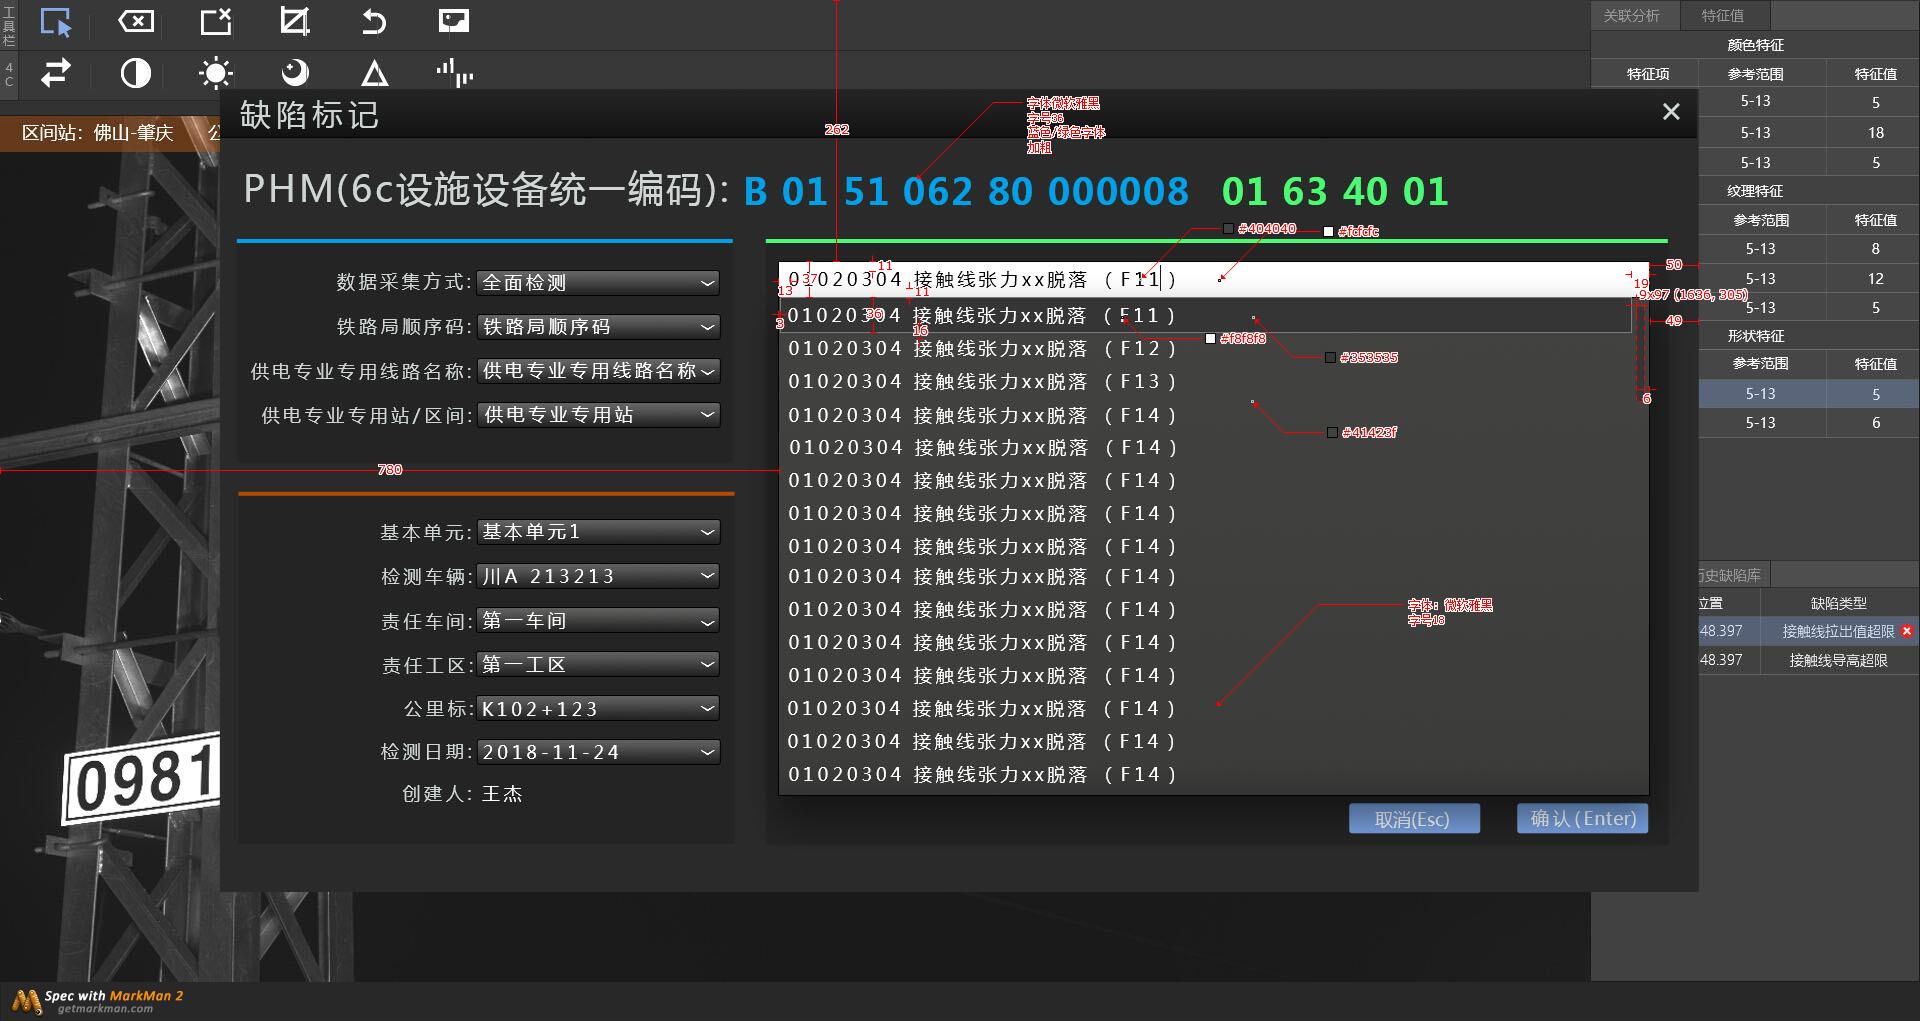 工具栏
4C
关联分析 特征值
颜色特征
特征项 参考范围 特征值
5-13 5
5-13 18
5-13 5
纹理特征
参考范围 特征值
5-13 8
5-13 12
5-13 5
形状特征
参考范围 特征值
5-13 5
5-13 6
区间站：佛山-肇庆
缺陷标记
262
字体微软雅黑
字号36
蓝色/绿色字体
加粗
PHM(6c设施设备统一编码): B 01 51 062 80 000008 01 63 40 01
#404040
#fcfcfc
数据采集方式: 全面检测
铁路局顺序码: 铁路局顺序码
供电专业专用线路名称: 供电专业专用线路名称
供电专业专用站/区间: 供电专业专用站
780
基本单元: 基本单元1
检测车辆: 川A 213213
责任车间: 第一车间
责任工区: 第一工区
公里标: K102+123
检测日期: 2018-11-24
创建人: 王杰
01020304 接触线张力xx脱落 （F11）
11
37
13
11
50
19
9x97 (1636, 305)
01020304 接触线张力xx脱落 （F11）
3
36
16
49
#f8f8f8
#353535
01020304 接触线张力xx脱落 （F12）
01020304 接触线张力xx脱落 （F13）
6
01020304 接触线张力xx脱落 （F14）
#41423f
01020304 接触线张力xx脱落 （F14）
01020304 接触线张力xx脱落 （F14）
01020304 接触线张力xx脱落 （F14）
01020304 接触线张力xx脱落 （F14）
01020304 接触线张力xx脱落 （F14）
01020304 接触线张力xx脱落 （F14）
字体：微软雅黑
字号18
01020304 接触线张力xx脱落 （F14）
01020304 接触线张力xx脱落 （F14）
01020304 接触线张力xx脱落 （F14）
01020304 接触线张力xx脱落 （F14）
01020304 接触线张力xx脱落 （F14）
取消(Esc) 确认(Enter)
历史缺陷库
位置 缺陷类型
48.397 接触线拉出值超限
48.397 接触线导高超限
0981
Spec with MarkMan 2
getmarkman.com